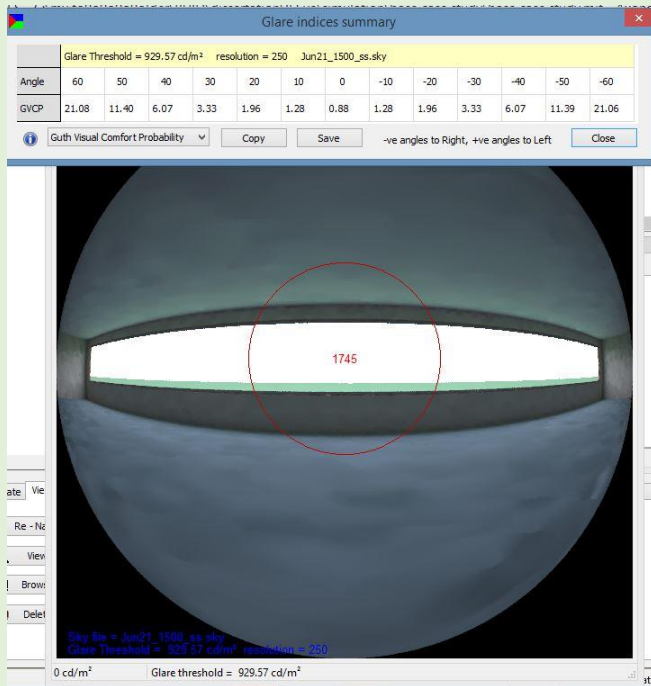 Glare indices summary
Glare Threshold = 929.57 cd/m² resolution = 250 Jun21_1500_ss.sky
Angle 60 50 40 30 20 10 0 -10 -20 -30 -40 -50 -60
GVCP 21.08 11.40 6.07 3.33 1.96 1.28 0.88 1.28 1.96 3.33 6.07 11.39 21.06
Guth Visual Comfort Probability Copy Save -ve angles to Right, +ve angles to Left Close
1745
Vie
Re - Na
View
Brows
Delet
Sky file = Jun21_1500_ss.sky
Glare Threshold = 929.57 cd/m² resolution = 250
0 cd/m² Glare threshold = 929.57 cd/m²